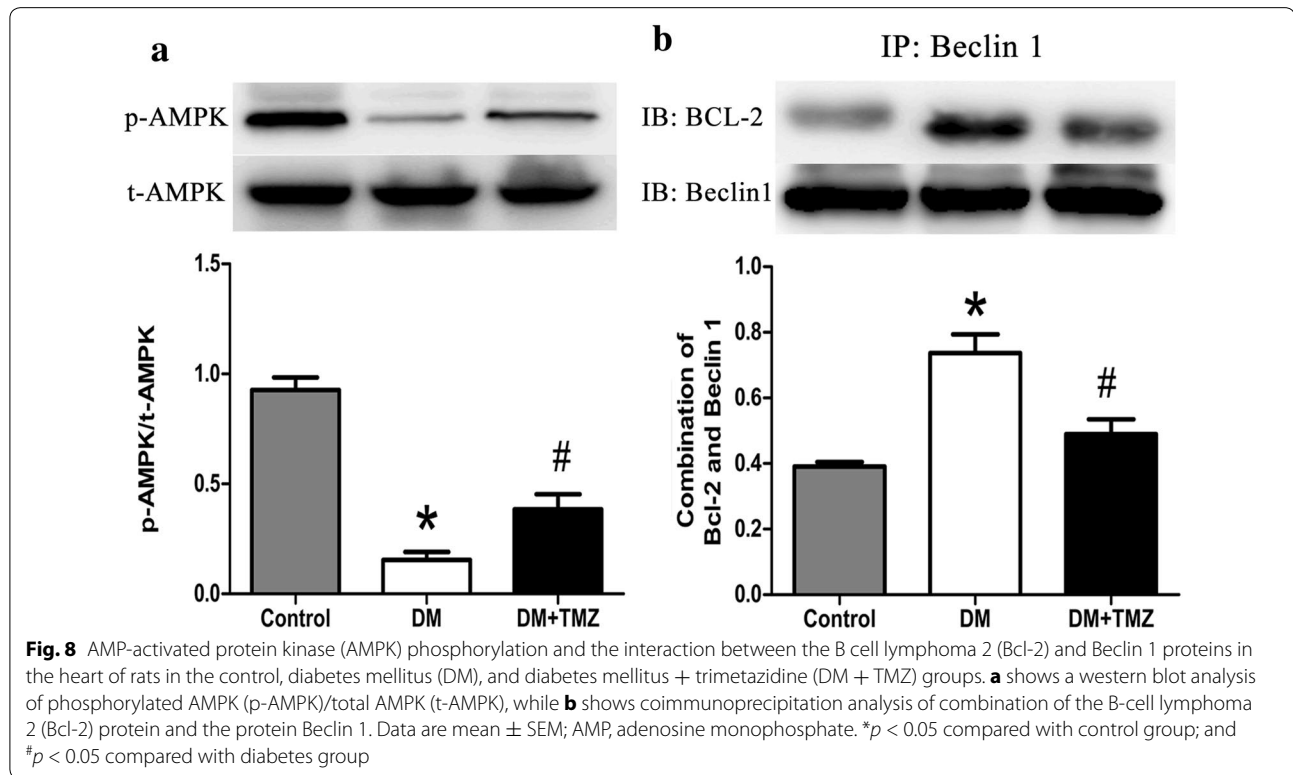 a
p-AMPK
t-AMPK
1.5
1.0
0.5
0.0
p-AMPK/t-AMPK
*
#
Control
DM
DM+TMZ
b
IP: Beclin 1
IB: BCL-2
IB: Beclin1
1.0
0.8
0.6
0.4
0.2
0.0
Combination of
Bcl-2 and Beclin 1
*
#
Control
DM
DM+TMZ
Fig. 8 AMP-activated protein kinase (AMPK) phosphorylation and the interaction between the B cell lymphoma 2 (Bcl-2) and Beclin 1 proteins in
the heart of rats in the control, diabetes mellitus (DM), and diabetes mellitus + trimetazidine (DM + TMZ) groups. a shows a western blot analysis
of phosphorylated AMPK (p-AMPK)/total AMPK (t-AMPK), while b shows coimmunoprecipitation analysis of combination of the B-cell lymphoma
2 (Bcl-2) protein and the protein Beclin 1. Data are mean ± SEM; AMP, adenosine monophosphate. *p < 0.05 compared with control group; and
#p < 0.05 compared with diabetes group